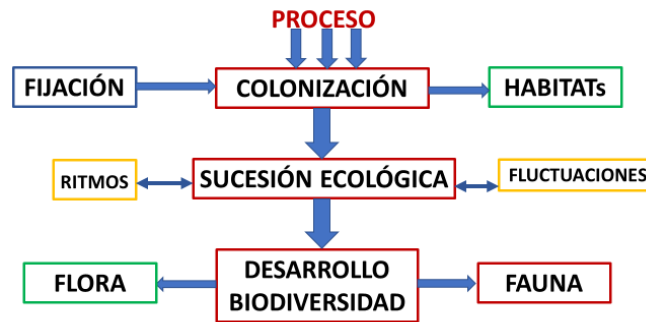 PROCESO
FIJACIÓN
COLONIZACIÓN
HABITATs
RITMOS
SUCESIÓN ECOLÓGICA
FLUCTUACIONES
FLORA
DESARROLLO
BIODIVERSIDAD
FAUNA